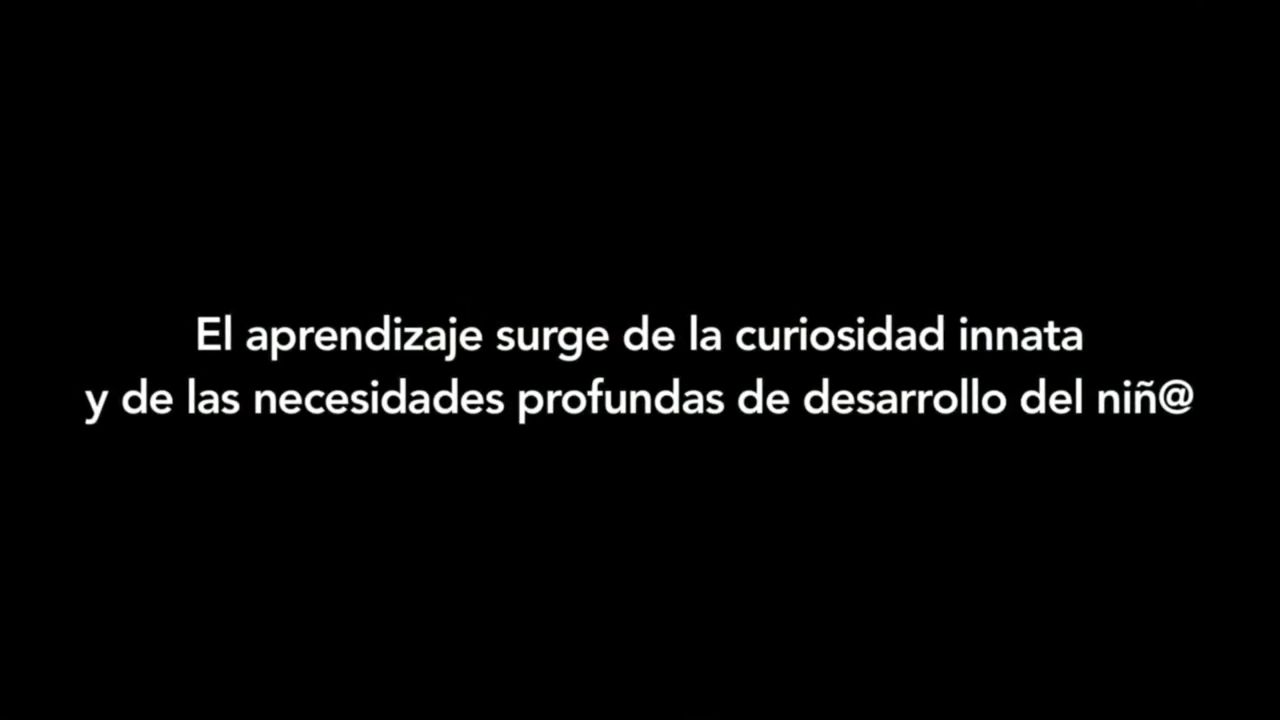 El aprendizaje surge de la curiosidad innata
y de las necesidades profundas de desarrollo del niñ@